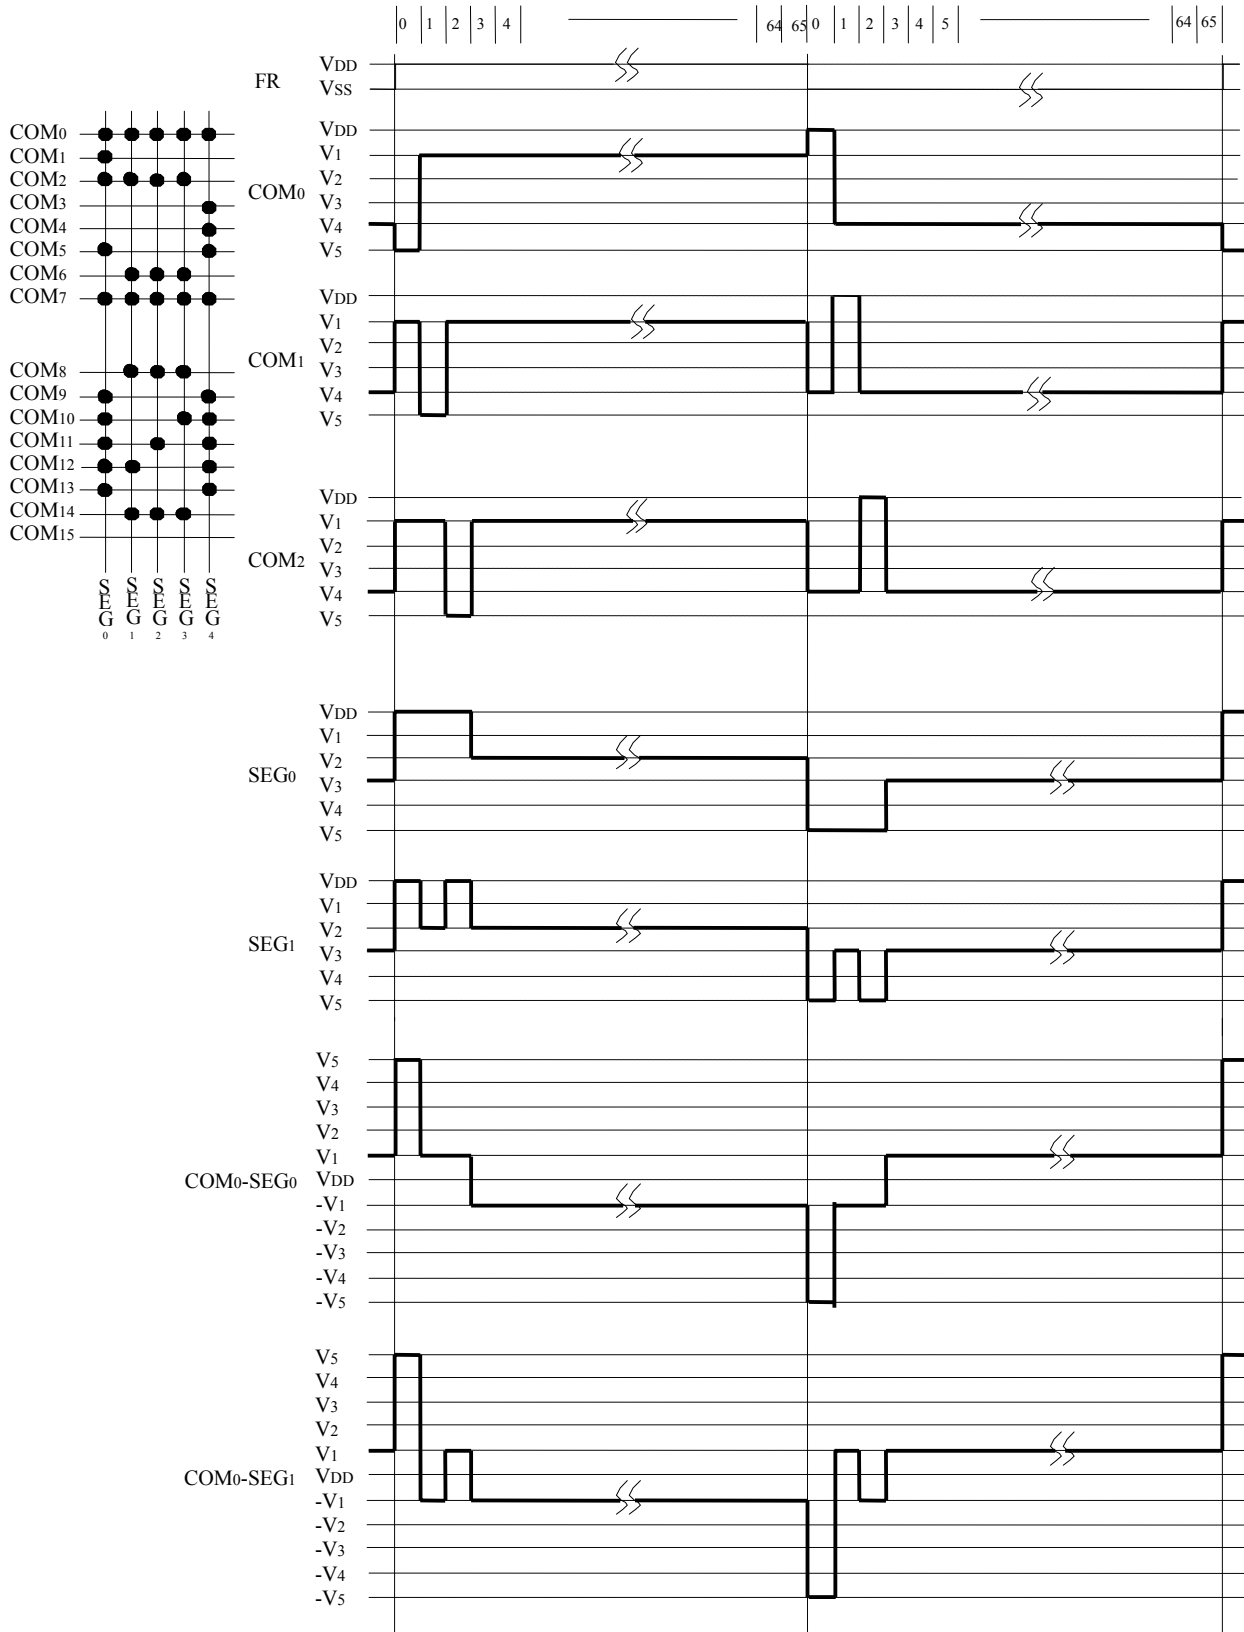 0 1 2 3 4 64 65 0 1 2 3 4 5 64 65
FR
VDD
VSS
COM0
COM1
COM2
COM3
COM4
COM5
COM6
COM7
COM8
COM9
COM10
COM11
COM12
COM13
COM14
COM15
SEG0
SEG1
SEG2
SEG3
SEG4
COM0
VDD
V1
V2
V3
V4
V5
COM1
VDD
V1
V2
V3
V4
V5
COM2
VDD
V1
V2
V3
V4
V5
SEG0
VDD
V1
V2
V3
V4
V5
SEG1
VDD
V1
V2
V3
V4
V5
COM0-SEG0
V5
V4
V3
V2
V1
VDD
-V1
-V2
-V3
-V4
-V5
COM0-SEG1
V5
V4
V3
V2
V1
VDD
-V1
-V2
-V3
-V4
-V5